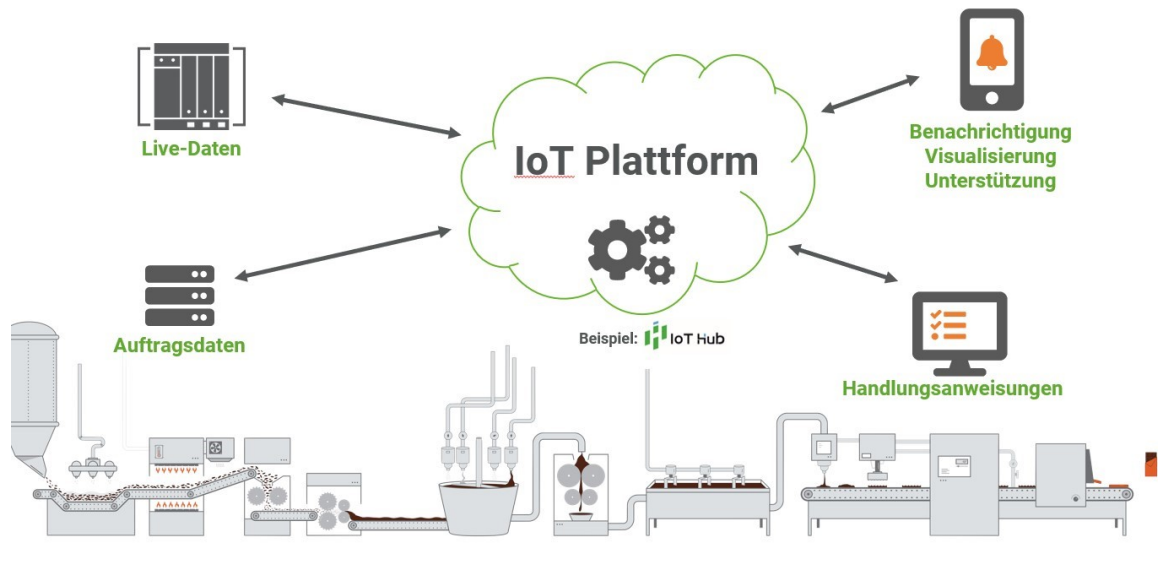 Live-Daten
IoT Plattform
Benachrichtigung
Visualisierung
Unterstützung
Auftragsdaten
Beispiel: IoT Hub
Handlungsanweisungen